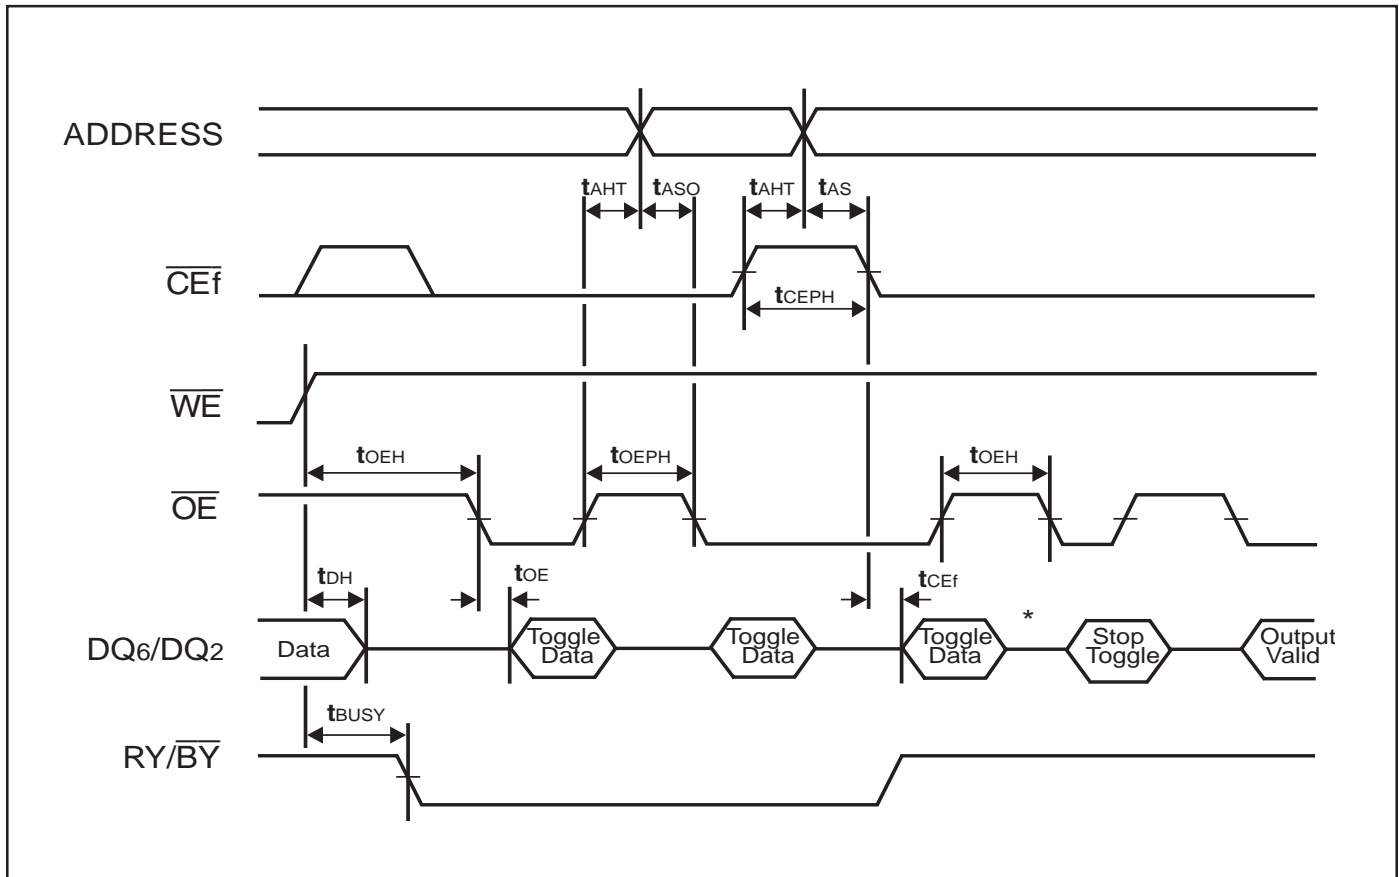 ADDRESS
tAHT tASO tAHT tAS
CEf
tCEPH
WE
tOEH tOEPH tOEH
OE
tDH tOE tCEf
*
DQ6/DQ2 Data Toggle Data Toggle Data Toggle Data Stop Toggle Output Valid
tBUSY
RY/BY